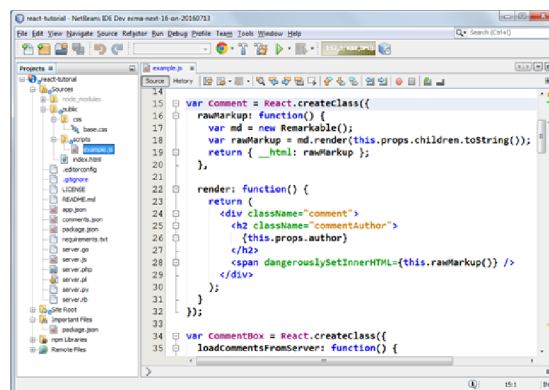 react-tutorial - NetBeans IDE Dev ecma-next-16-on-20160713
File Edit View Navigate Source Refactor Run Debug Profile Team Tools Window Help
Search (Ctrl+I)
Projects
example.js
Source History
react-tutorial
Sources
node_modules
public
css
base.css
scripts
example.js
index.html
.editorconfig
.gitignore
LICENSE
README.md
app.json
comments.json
package.json
requirements.txt
server.go
server.js
server.php
server.pl
server.py
server.rb
Site Root
Important Files
package.json
npm Libraries
Remote Files
14
15 var Comment = React.createClass({
16 rawMarkup: function() {
17 var md = new Remarkable();
18 var rawMarkup = md.render(this.props.children.toString());
19 return { __html: rawMarkup };
20 },
21
22 render: function() {
23 return (
24 <div className="comment">
25 <h2 className="commentAuthor">
26 {this.props.author}
27 </h2>
28 <span dangerouslySetInnerHTML={this.rawMarkup()} />
29 </div>
30 );
31 }
32 });
33
34 var CommentBox = React.createClass({
35 loadCommentsFromServer: function() {
15:1